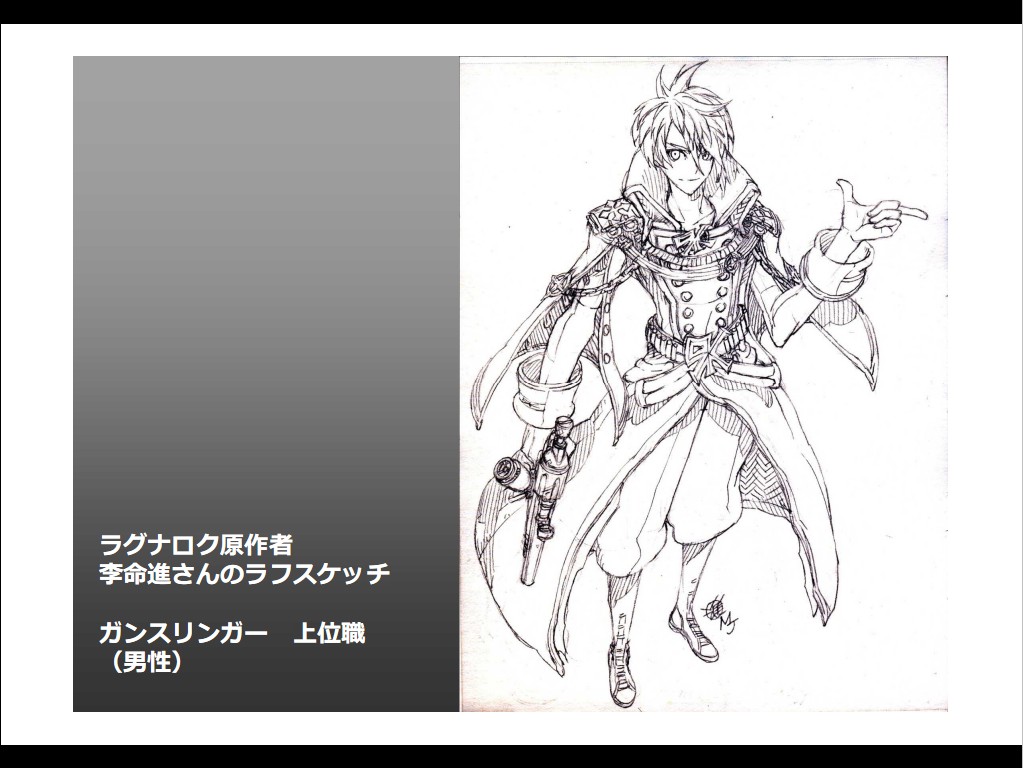 ラグナロク原作者
李命進さんのラフスケッチ
ガンスリンガー　上位職
（男性）